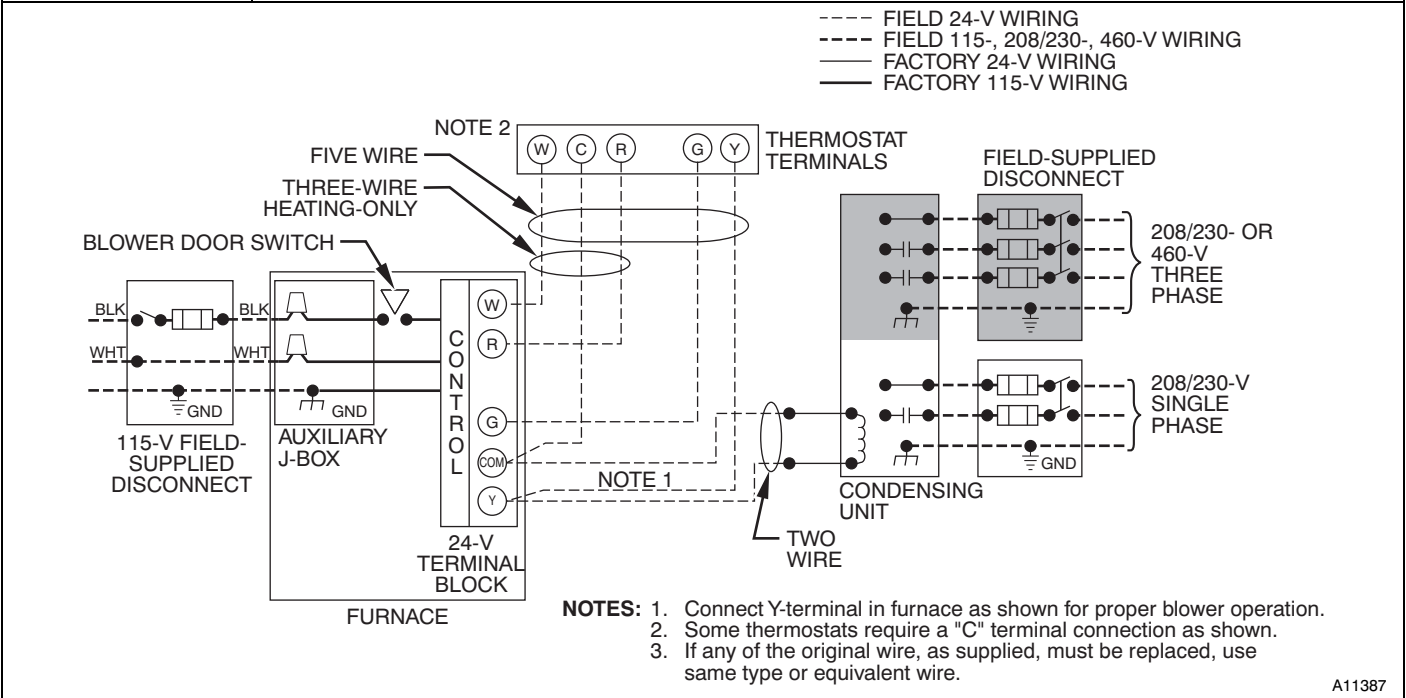 FIELD 24-V WIRING
FIELD 115-, 208/230-, 460-V WIRING
FACTORY 24-V WIRING
FACTORY 115-V WIRING
NOTE 2
W C R G Y
THERMOSTAT
TERMINALS
FIVE WIRE
THREE-WIRE
HEATING-ONLY
BLOWER DOOR SWITCH
FIELD-SUPPLIED
DISCONNECT
208/230- OR
460-V
THREE
PHASE
BLK
BLK
WHT
WHT
GND
GND
115-V FIELD-
SUPPLIED
DISCONNECT
AUXILIARY
J-BOX
CONTROL
W
R
G
COM
Y
24-V
TERMINAL
BLOCK
FURNACE
NOTE 1
TWO
WIRE
CONDENSING
UNIT
208/230-V
SINGLE
PHASE
GND
NOTES: 1. Connect Y-terminal in furnace as shown for proper blower operation.
2. Some thermostats require a "C" terminal connection as shown.
3. If any of the original wire, as supplied, must be replaced, use
same type or equivalent wire.
A11387